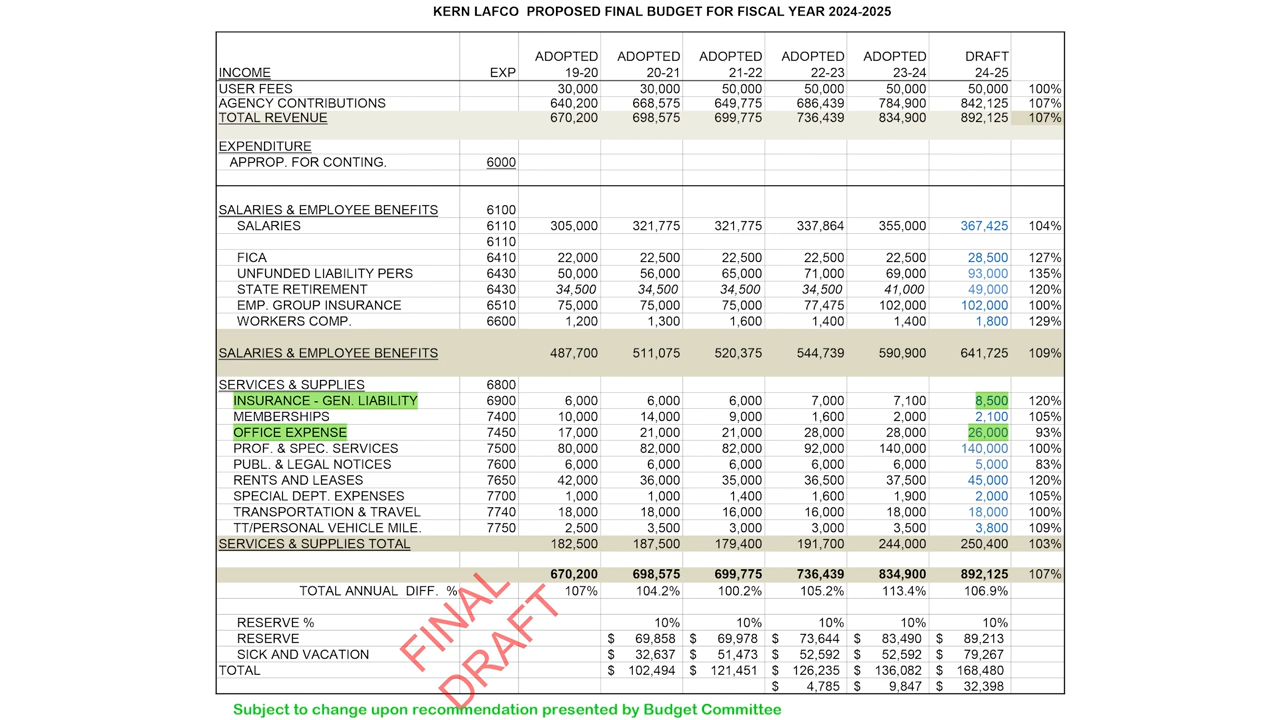 KERN LAFCO PROPOSED FINAL BUDGET FOR FISCAL YEAR 2024-2025
ADOPTED ADOPTED ADOPTED ADOPTED ADOPTED DRAFT
INCOME EXP 19-20 20-21 21-22 22-23 23-24 24-25
USER FEES 30,000 30,000 50,000 50,000 50,000 50,000 100%
AGENCY CONTRIBUTIONS 640,200 668,575 649,775 686,439 784,900 842,125 107%
TOTAL REVENUE 670,200 698,575 699,775 736,439 834,900 892,125 107%
EXPENDITURE
APPROP. FOR CONTING. 6000
SALARIES & EMPLOYEE BENEFITS 6100
SALARIES 6110 305,000 321,775 321,775 337,864 355,000 367,425 104%
6110
FICA 6410 22,000 22,500 22,500 22,500 22,500 28,500 127%
UNFUNDED LIABILITY PERS 6430 50,000 56,000 65,000 71,000 69,000 93,000 135%
STATE RETIREMENT 6430 34,500 34,500 34,500 34,500 41,000 49,000 120%
EMP. GROUP INSURANCE 6510 75,000 75,000 75,000 77,475 102,000 102,000 100%
WORKERS COMP. 6600 1,200 1,300 1,600 1,400 1,400 1,800 129%
SALARIES & EMPLOYEE BENEFITS 487,700 511,075 520,375 544,739 590,900 641,725 109%
SERVICES & SUPPLIES 6800
INSURANCE - GEN. LIABILITY 6900 6,000 6,000 6,000 7,000 7,100 8,500 120%
MEMBERSHIPS 7400 10,000 14,000 9,000 1,600 2,000 2,100 105%
OFFICE EXPENSE 7450 17,000 21,000 21,000 28,000 28,000 26,000 93%
PROF. & SPEC. SERVICES 7500 80,000 82,000 82,000 92,000 140,000 140,000 100%
PUBL. & LEGAL NOTICES 7600 6,000 6,000 6,000 6,000 6,000 5,000 83%
RENTS AND LEASES 7650 42,000 36,000 35,000 36,500 37,500 45,000 120%
SPECIAL DEPT. EXPENSES 7700 1,000 1,000 1,400 1,600 1,900 2,000 105%
TRANSPORTATION & TRAVEL 7740 18,000 18,000 16,000 16,000 18,000 18,000 100%
TT/PERSONAL VEHICLE MILE. 7750 2,500 3,500 3,000 3,000 3,500 3,800 109%
SERVICES & SUPPLIES TOTAL 182,500 187,500 179,400 191,700 244,000 250,400 103%
670,200 698,575 699,775 736,439 834,900 892,125 107%
TOTAL ANNUAL DIFF. % 107% 104.2% 100.2% 105.2% 113.4% 106.9%
RESERVE % 10% 10% 10% 10% 10%
RESERVE $ 69,858 $ 69,978 $ 73,644 $ 83,490 $ 89,213
SICK AND VACATION $ 32,637 $ 51,473 $ 52,592 $ 52,592 $ 79,267
TOTAL $ 102,494 $ 121,451 $ 126,235 $ 136,082 $ 168,480
$ 4,785 $ 9,847 $ 32,398
FINAL
DRAFT
Subject to change upon recommendation presented by Budget Committee